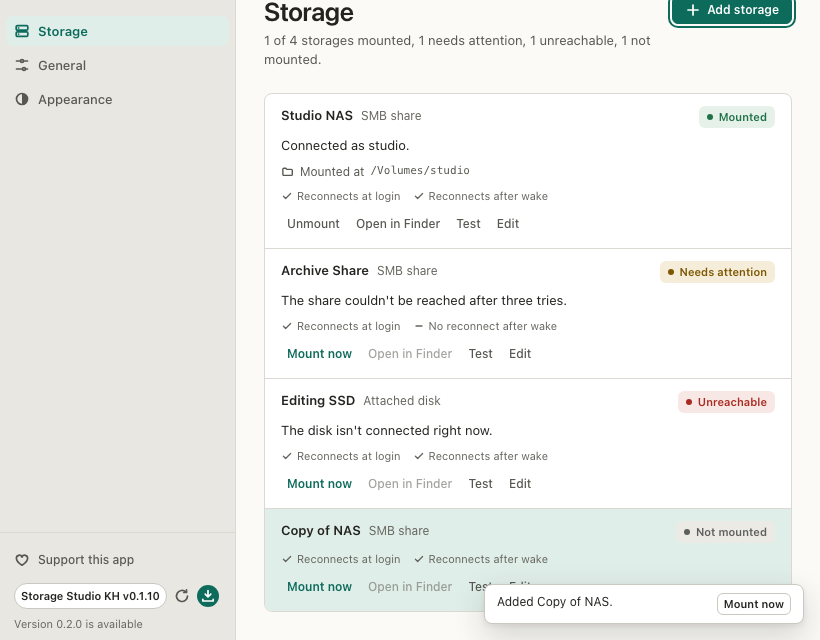 Storage
General
Appearance
Support this app
Storage Studio KH v0.1.10
Version 0.2.0 is available
Storage
Add storage
1 of 4 storages mounted, 1 needs attention, 1 unreachable, 1 not
mounted.
Studio NAS SMB share
Mounted
Connected as studio.
Mounted at /Volumes/studio
Reconnects at login Reconnects after wake
Unmount Open in Finder Test Edit
Archive Share SMB share
Needs attention
The share couldn't be reached after three tries.
Reconnects at login No reconnect after wake
Mount now Open in Finder Test Edit
Editing SSD Attached disk
Unreachable
The disk isn't connected right now.
Reconnects at login Reconnects after wake
Mount now Open in Finder Test Edit
Copy of NAS SMB share
Not mounted
Reconnects at login Reconnects after wake
Mount now Open in Finder
Added Copy of NAS.
Mount now